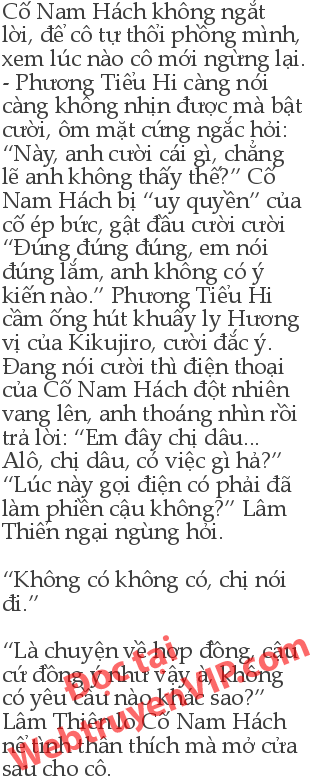 Cố Nam Hách không ngắt
lời, để cô tự thổi phồng mình,
xem lúc nào cô mới ngừng lại.
- Phương Tiểu Hi càng nói
càng không nhịn được mà bật
cười, ôm mặt cứng ngắc hỏi:
“Này, anh cười cái gì, chẳng
lẽ anh không thấy thế?” Cố
Nam Hách bị “uy quyền” của
cố ép bức, gật đầu cười cười
“Đúng đúng đúng, em nói
đúng lắm, anh không có ý
kiến nào.” Phương Tiểu Hi
cầm ống hút khuấy ly Hương
vị của Kikujiro, cười đắc ý.
Đang nói cười thì điện thoại
của Cố Nam Hách đột nhiên
vang lên, anh thoáng nhìn rồi
trả lời: “Em đây chị dâu...
Alô, chị dâu, có việc gì hả?”
“Lúc này gọi điện có phải đã
làm phiền cậu không?” Lâm
Thiển ngại ngùng hỏi.
“Không có không có, chị nói
đi.”
“Là chuyện về hợp đồng, cậu
cứ đồng ý như vậy à, không
có yêu cầu nào khác sao?”
Lâm Thiển lo Cố Nam Hách
nể tình thân thích mà mở cửa
sau cho cô.
Đọc tại
WebtruyenVIP.com